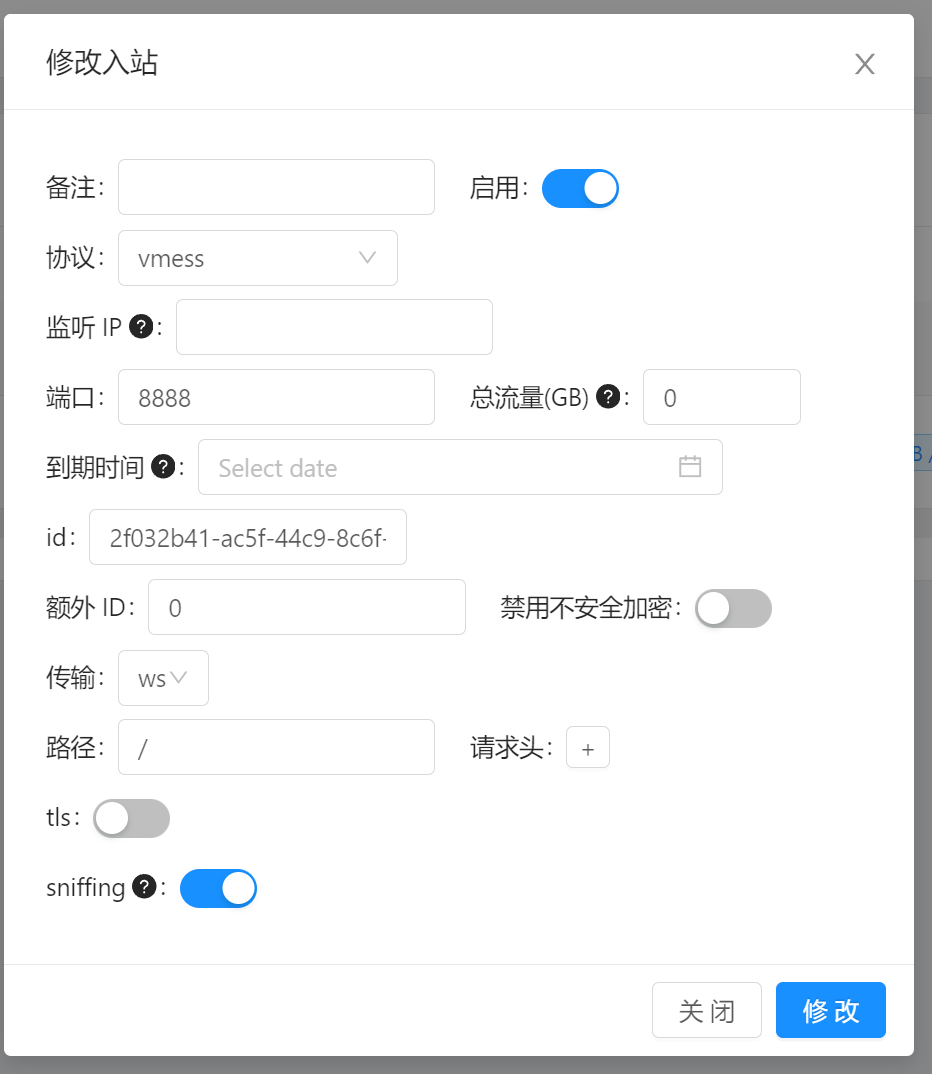 修改入站
备注: 启用:
协议: vmess
监听 IP ? :
端口: 8888 总流量(GB) ? : 0
到期时间 ? : Select date
id: 2f032b41-ac5f-44c9-8c6f-
额外 ID: 0 禁用不安全加密:
传输: ws
路径: / 请求头: +
tls:
sniffing ? :
关 闭 修 改